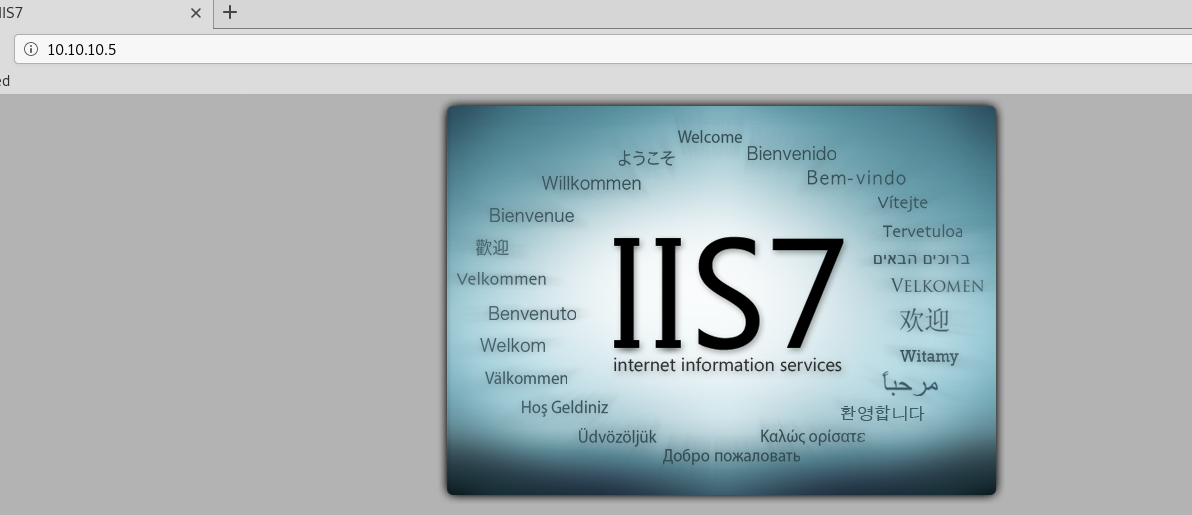 IIS7
10.10.10.5
ed
Welcome
ようこそ
Bienvenido
Willkommen
Bem-vindo
Bienvenue
Vítejte
歡迎
Tervetuloa
ברוכים הבאים
Velkommen
VELKOMEN
Benvenuto
欢迎
Welkom
Witamy
Välkommen
مرحباً
Hoş Geldiniz
환영합니다
Üdvözöljük
Καλώς ορίσατε
Добро пожаловать
IIS7
internet information services